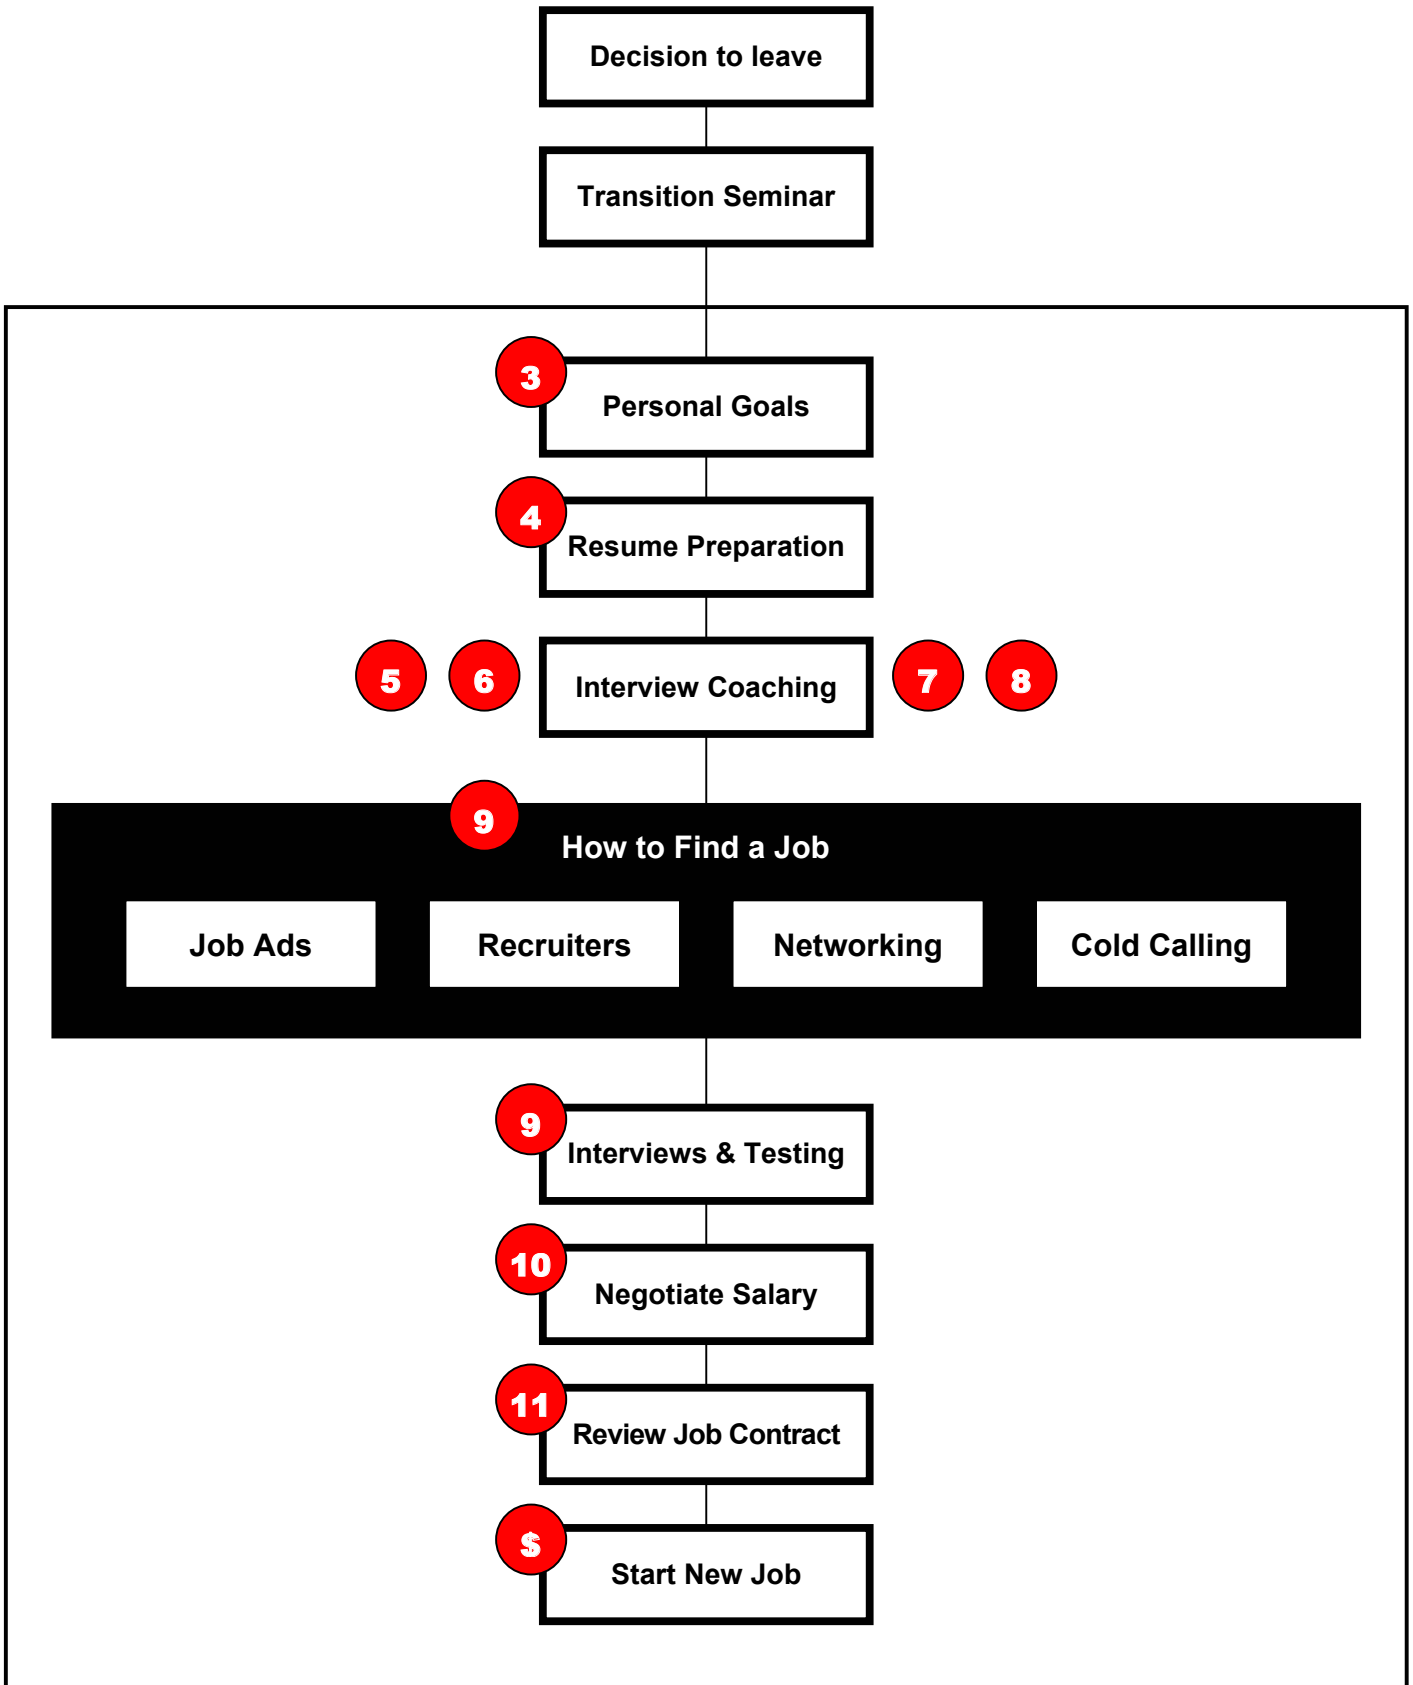 Decision to leave
Transition Seminar
3
Personal Goals
4
Resume Preparation
5 6 Interview Coaching 7 8
9
How to Find a Job
Job Ads Recruiters Networking Cold Calling
9
Interviews & Testing
10
Negotiate Salary
11
Review Job Contract
$
Start New Job